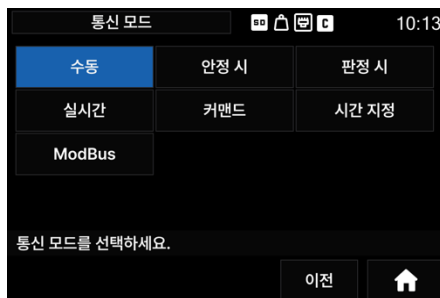 통신 모드 SD C 10:13
수동 안정 시 판정 시
실시간 커맨드 시간 지정
ModBus
통신 모드를 선택하세요.
이전